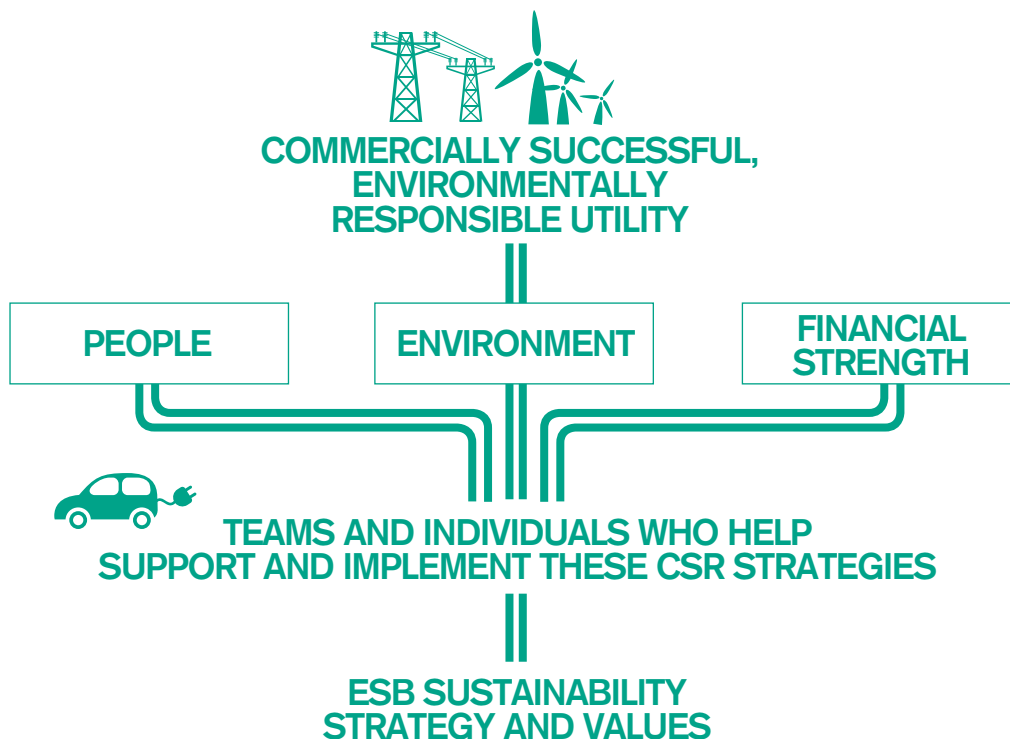 COMMERCIALLY SUCCESSFUL,
ENVIRONMENTALLY
RESPONSIBLE UTILITY
PEOPLE
ENVIRONMENT
FINANCIAL
STRENGTH
TEAMS AND INDIVIDUALS WHO HELP
SUPPORT AND IMPLEMENT THESE CSR STRATEGIES
ESB SUSTAINABILITY
STRATEGY AND VALUES